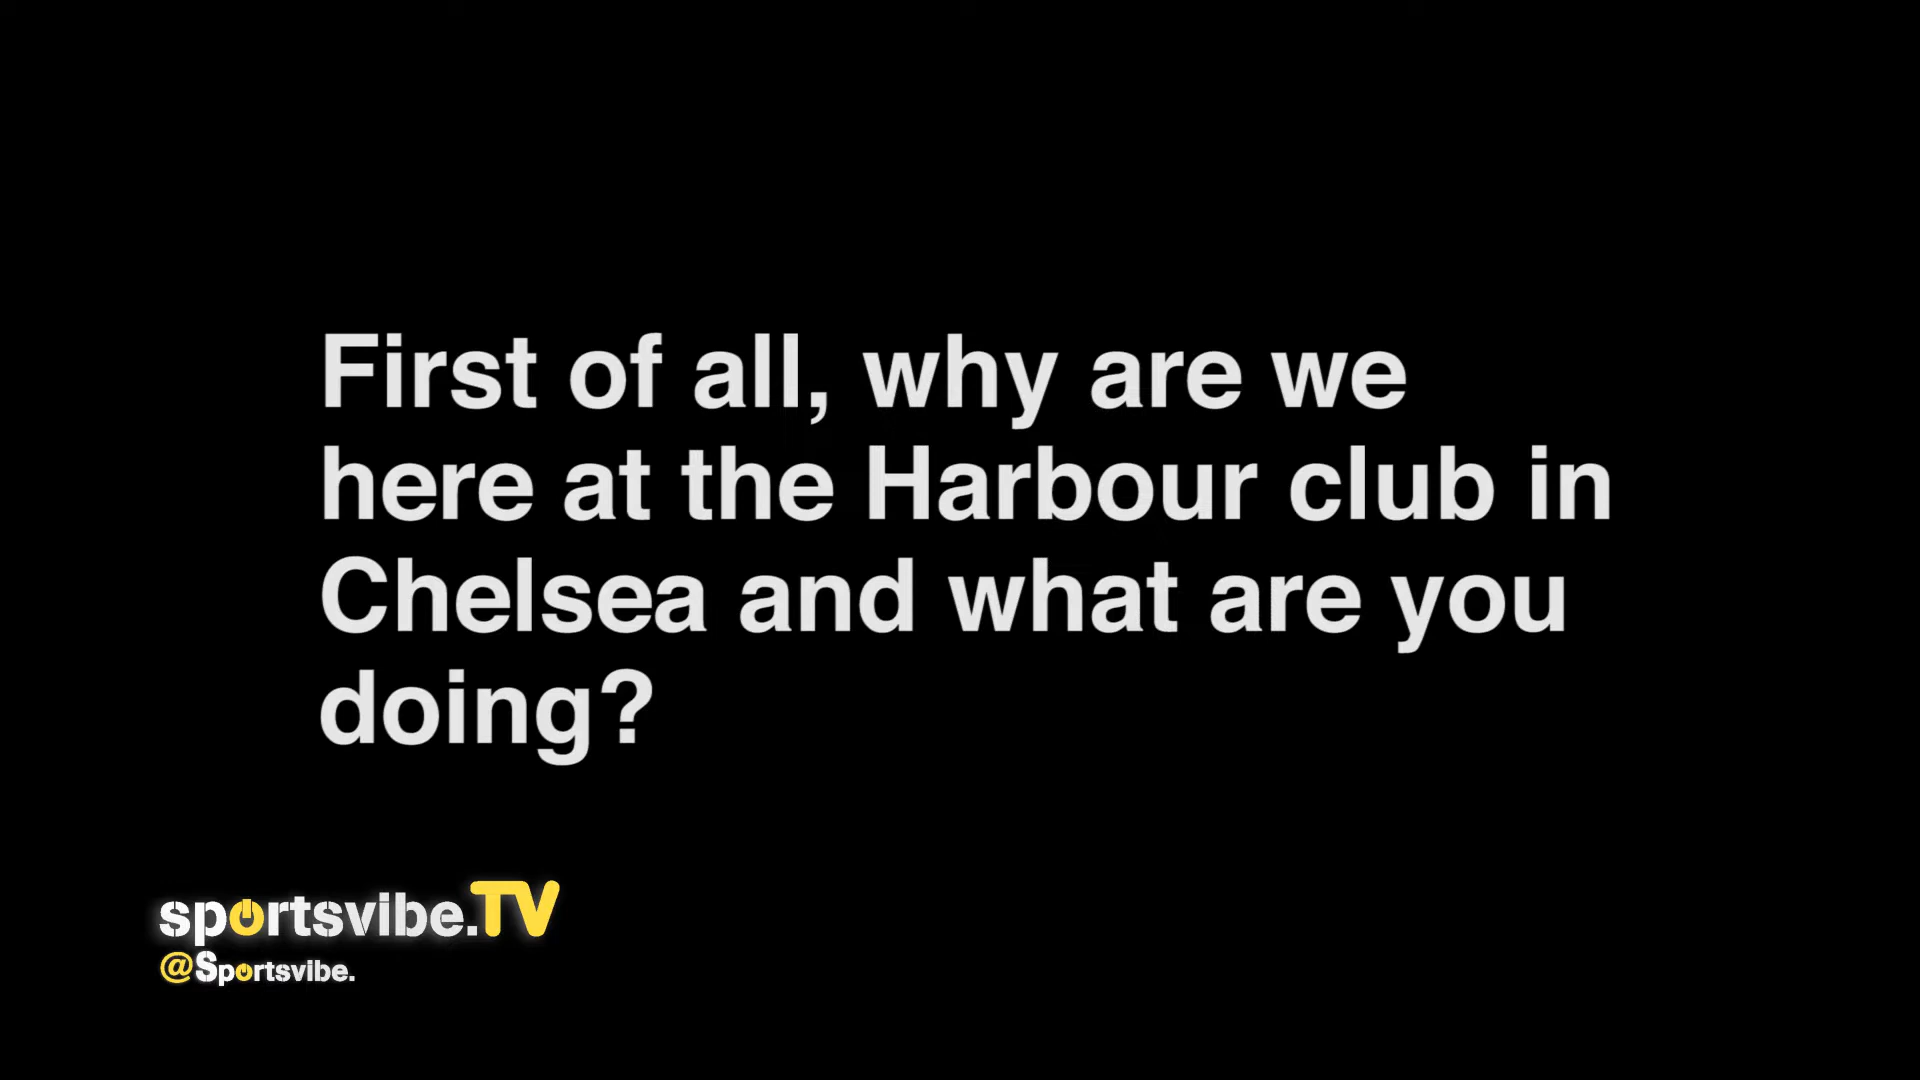 First of all, why are we
here at the Harbour club in
Chelsea and what are you
doing?
sportsvibe.TV
@Sportsvibe.